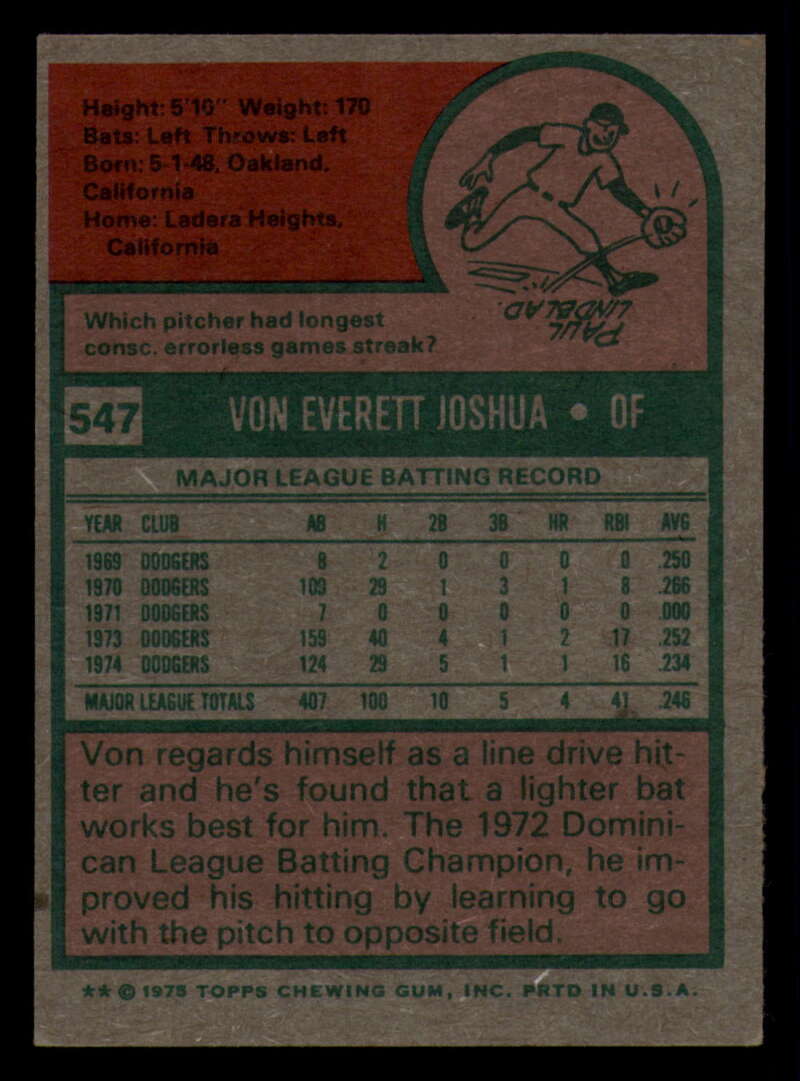 Height: 5'10" Weight: 170
Bats: Left Throws: Left
Born: 5-1-48, Oakland,
California
Home: Ladera Heights,
California
PAUL
LINDBLAD
Which pitcher had longest
consc. errorless games streak?
547 VON EVERETT JOSHUA • OF
MAJOR LEAGUE BATTING RECORD
YEAR CLUB AB H 2B 3B HR RBI AVG
1969 DODGERS 8 2 0 0 0 0 .250
1970 DODGERS 109 29 1 3 1 8 .266
1971 DODGERS 7 0 0 0 0 0 .000
1973 DODGERS 159 40 4 1 2 17 .252
1974 DODGERS 124 29 5 1 1 16 .234
MAJOR LEAGUE TOTALS 407 100 10 5 4 41 .246
Von regards himself as a line drive hit-
ter and he's found that a lighter bat
works best for him. The 1972 Domini-
can League Batting Champion, he im-
proved his hitting by learning to go
with the pitch to opposite field.
** © 1975 TOPPS CHEWING GUM, INC. PRTD IN U.S.A.